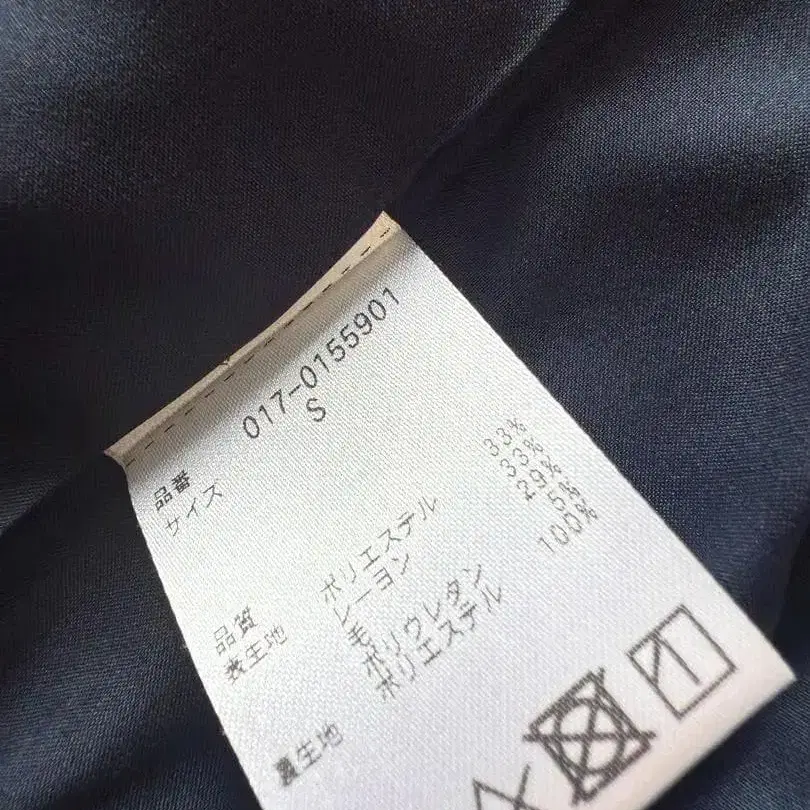 品番 017-0155901
サイズ S
品質
表生地 ポリエステル 33%
レーヨン 33%
毛 29%
ポリウレタン 5%
裏生地 ポリエステル 100%